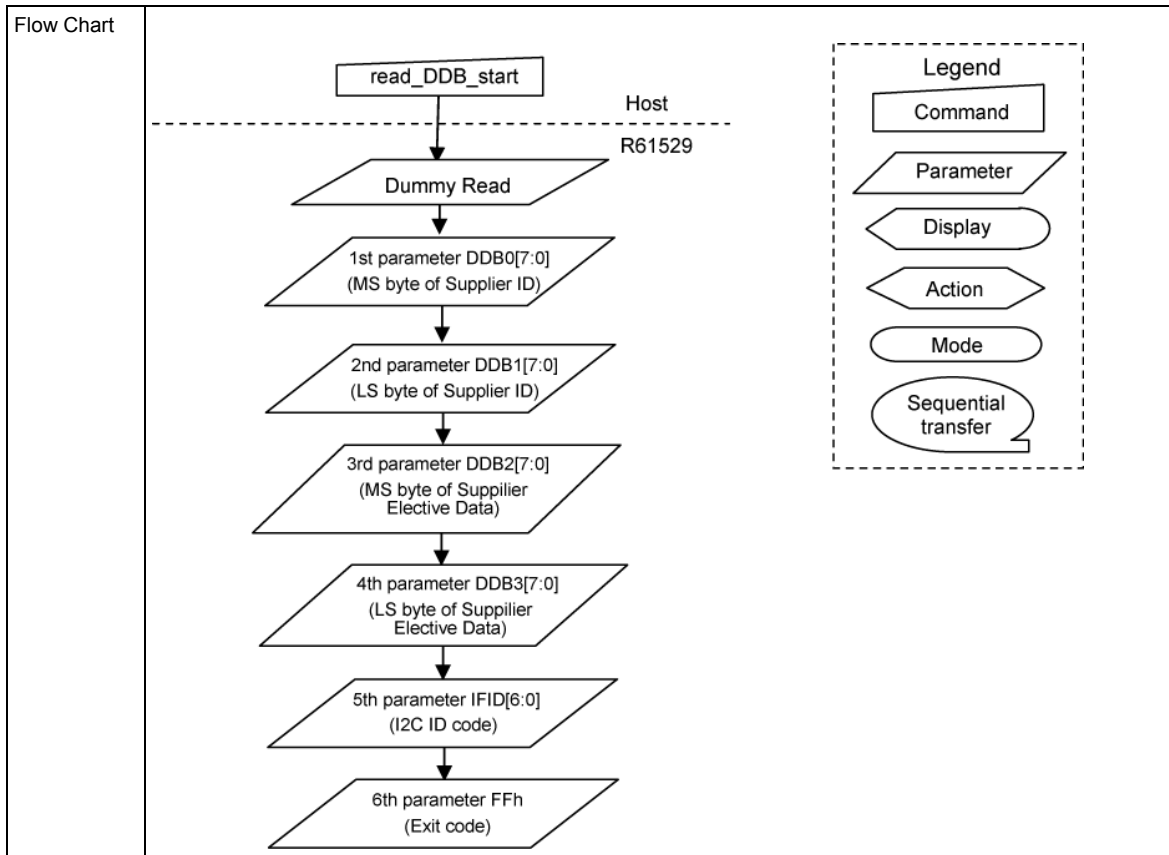 Flow Chart
read_DDB_start
Host
R61529
Dummy Read
1st parameter DDB0[7:0]
(MS byte of Supplier ID)
2nd parameter DDB1[7:0]
(LS byte of Supplier ID)
3rd parameter DDB2[7:0]
(MS byte of Suppilier
Elective Data)
4th parameter DDB3[7:0]
(LS byte of Suppilier
Elective Data)
5th parameter IFID[6:0]
(I2C ID code)
6th parameter FFh
(Exit code)
Legend
Command
Parameter
Display
Action
Mode
Sequential
transfer